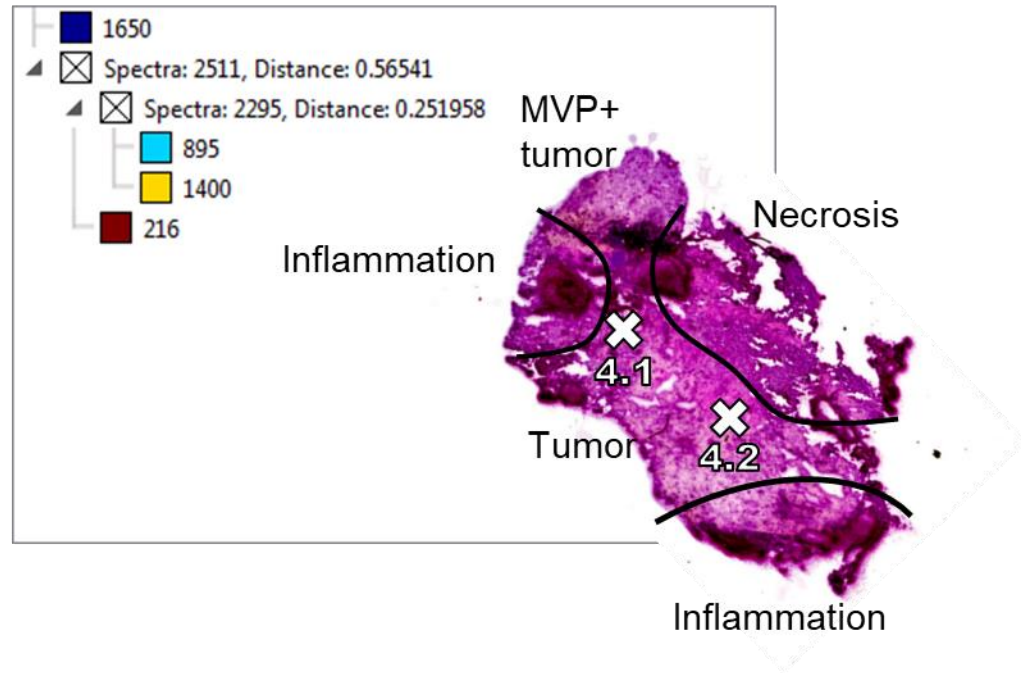 1650
Spectra: 2511, Distance: 0.56541
Spectra: 2295, Distance: 0.251958
895
1400
216
MVP+
tumor
Necrosis
Inflammation
4.1
Tumor
4.2
Inflammation